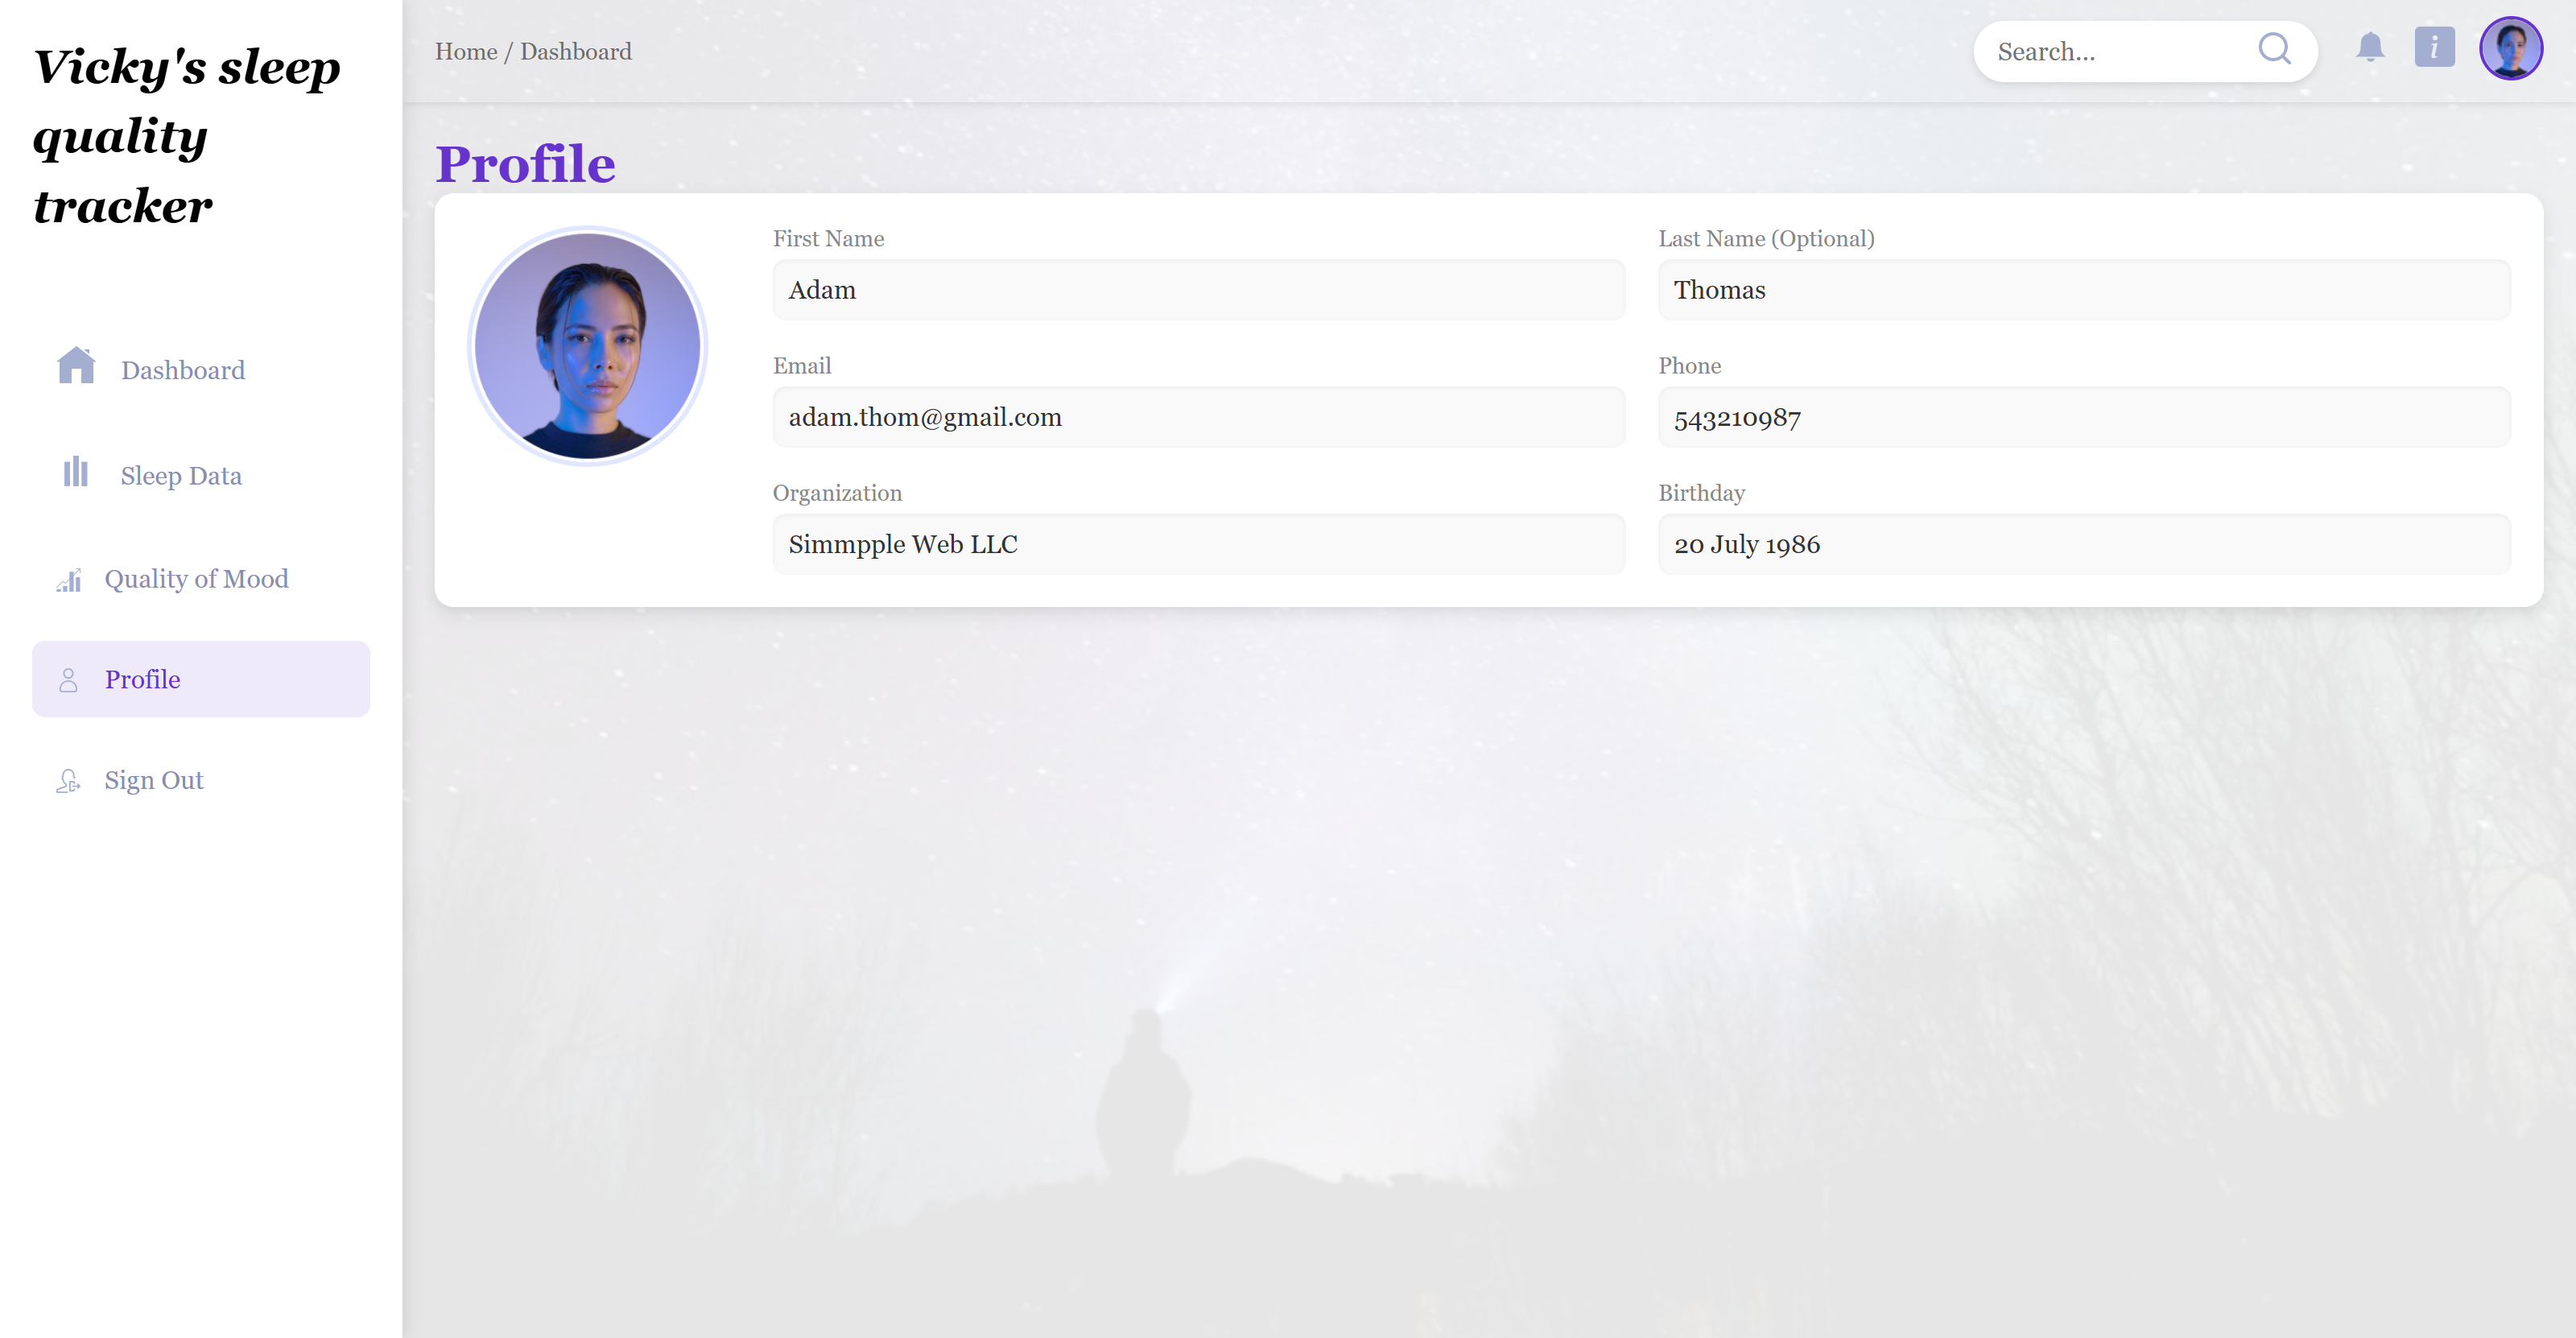 Vicky's sleep
quality
tracker
Dashboard
Sleep Data
Quality of Mood
Profile
Sign Out
Home / Dashboard
Search...
i
Profile
First Name
Adam
Last Name (Optional)
Thomas
Email
adam.thom@gmail.com
Phone
543210987
Organization
Simmpple Web LLC
Birthday
20 July 1986